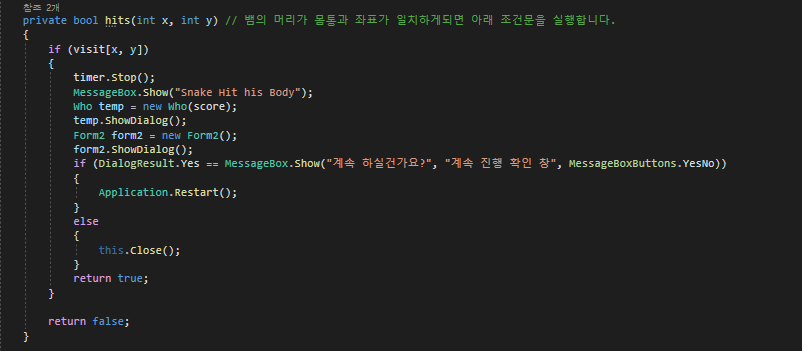 참조 2개
private bool hits(int x, int y) // 뱀의 머리가 몸통과 좌표가 일치하게되면 아래 조건문을 실행합니다.
{
if (visit[x, y])
{
timer.Stop();
MessageBox.Show("Snake Hit his Body");
Who temp = new Who(score);
temp.ShowDialog();
Form2 form2 = new Form2();
form2.ShowDialog();
if (DialogResult.Yes == MessageBox.Show("계속 하실건가요?", "계속 진행 확인 창", MessageBoxButtons.YesNo))
{
Application.Restart();
}
else
{
this.Close();
}
return true;
}
return false;
}